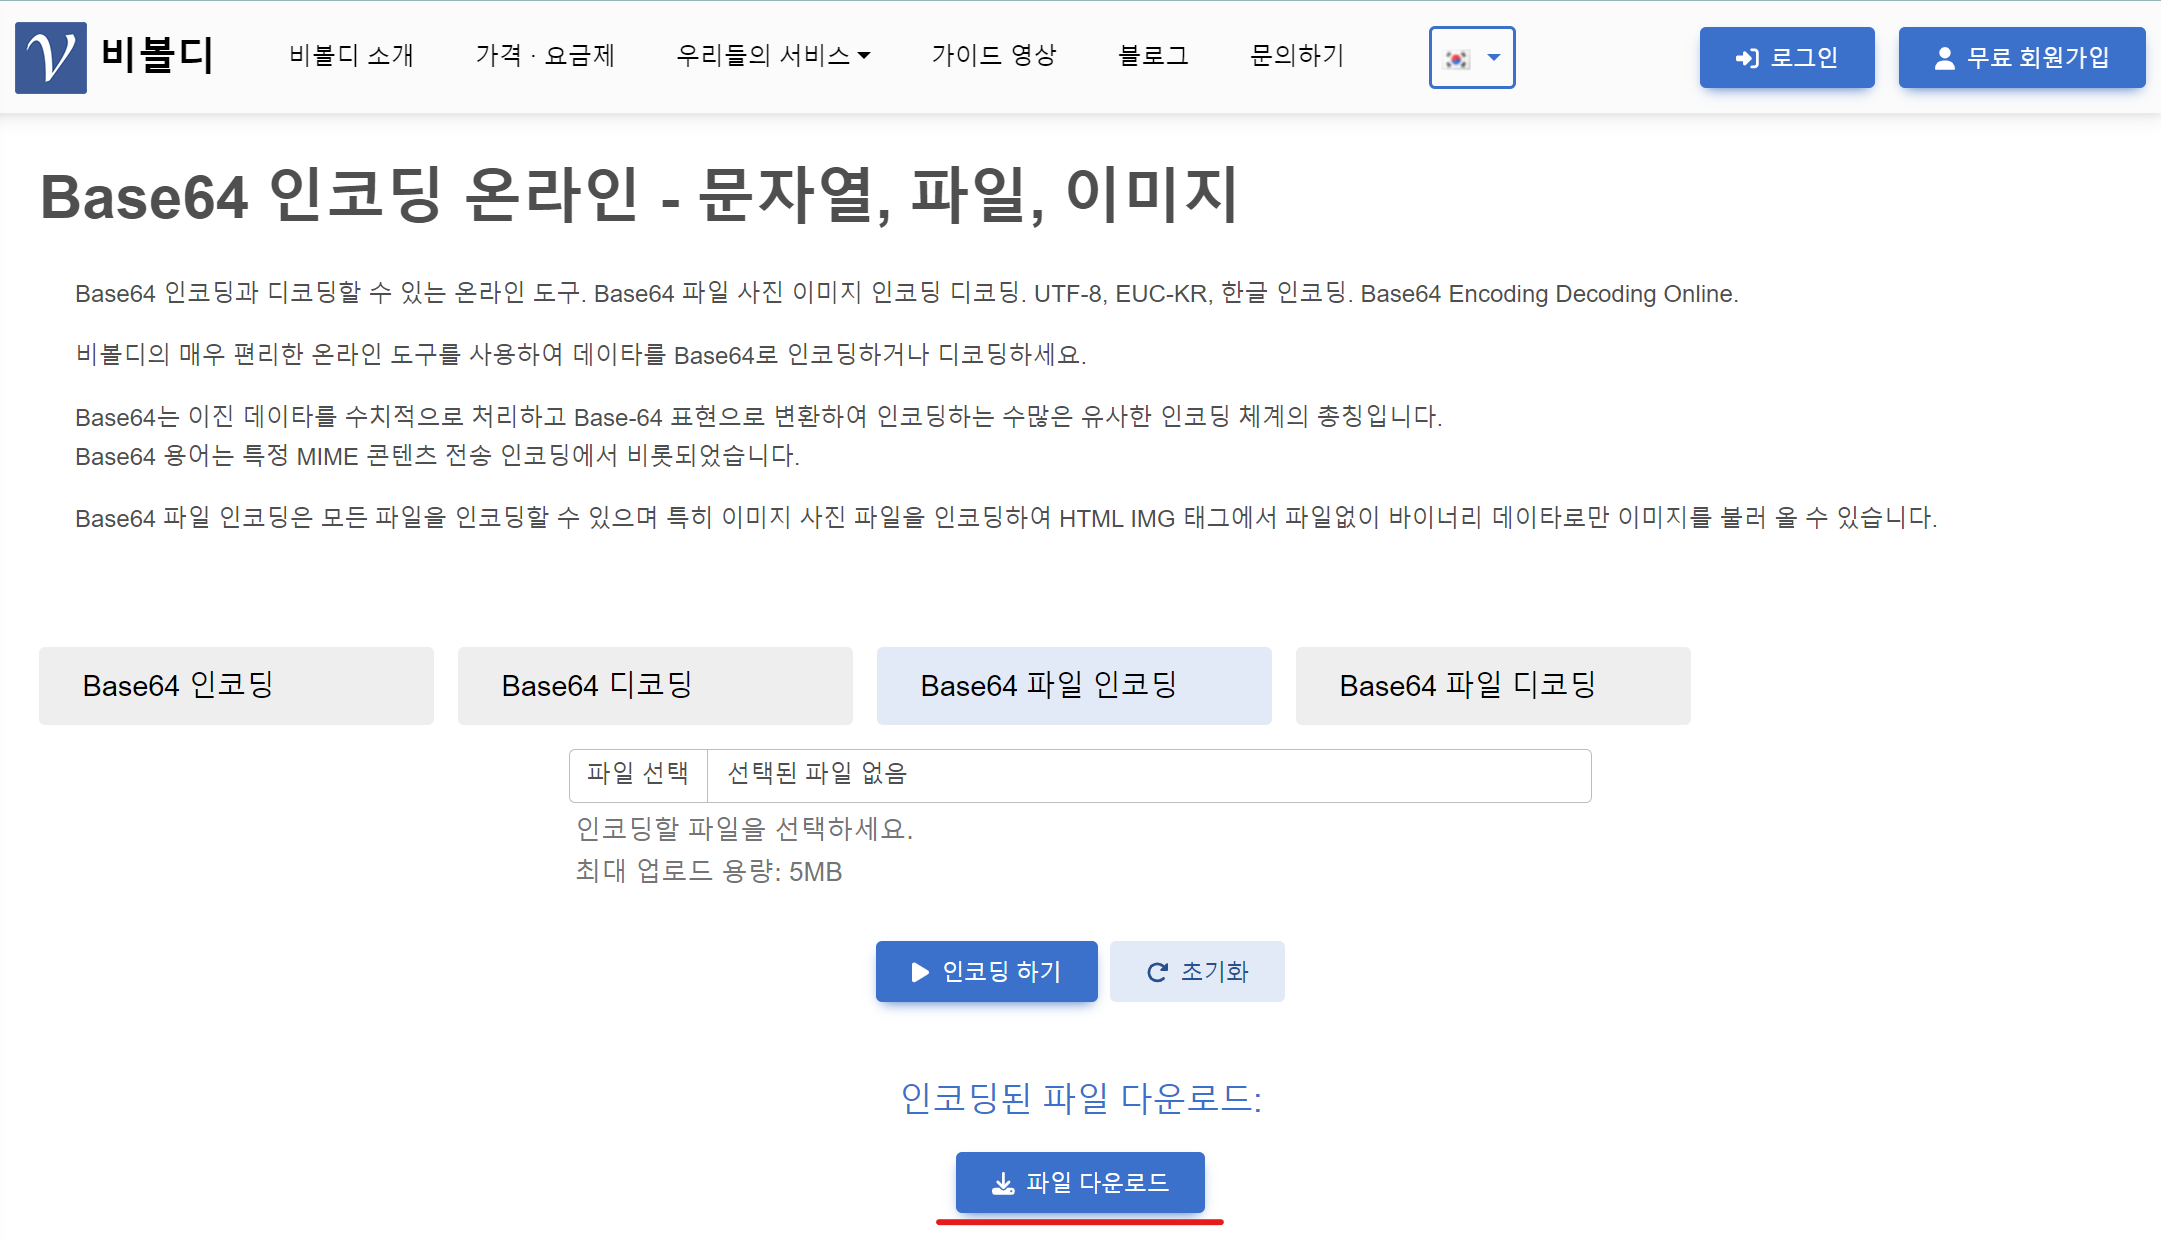 V 비볼디
비볼디 소개 가격 · 요금제 우리들의 서비스 가이드 영상 블로그 문의하기 로그인 무료 회원가입
Base64 인코딩 온라인 - 문자열, 파일, 이미지
Base64 인코딩과 디코딩할 수 있는 온라인 도구. Base64 파일 사진 이미지 인코딩 디코딩. UTF-8, EUC-KR, 한글 인코딩. Base64 Encoding Decoding Online.
비볼디의 매우 편리한 온라인 도구를 사용하여 데이타를 Base64로 인코딩하거나 디코딩하세요.
Base64는 이진 데이타를 수치적으로 처리하고 Base-64 표현으로 변환하여 인코딩하는 수많은 유사한 인코딩 체계의 총칭입니다.
Base64 용어는 특정 MIME 콘텐츠 전송 인코딩에서 비롯되었습니다.
Base64 파일 인코딩은 모든 파일을 인코딩할 수 있으며 특히 이미지 사진 파일을 인코딩하여 HTML IMG 태그에서 파일없이 바이너리 데이타로만 이미지를 불러 올 수 있습니다.
Base64 인코딩 Base64 디코딩 Base64 파일 인코딩 Base64 파일 디코딩
파일 선택 선택된 파일 없음
인코딩할 파일을 선택하세요.
최대 업로드 용량: 5MB
인코딩 하기 초기화
인코딩된 파일 다운로드:
파일 다운로드